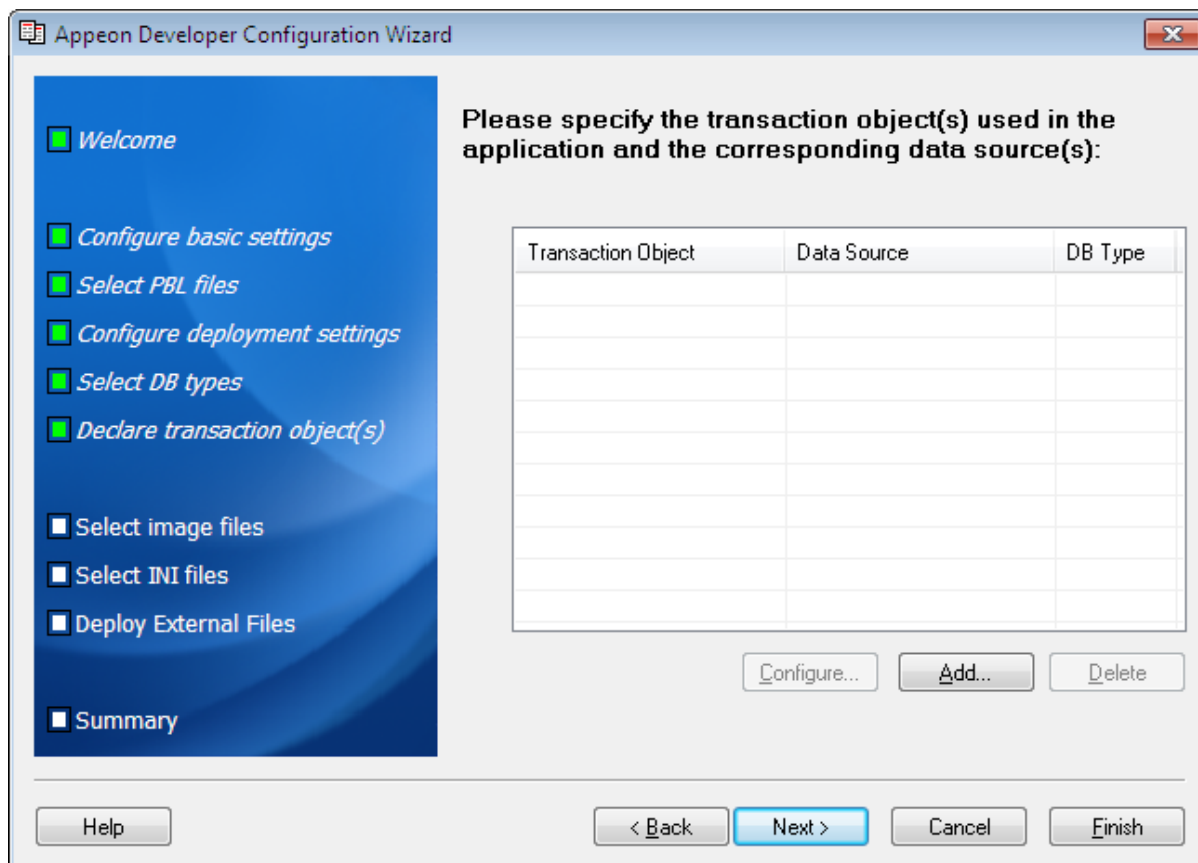 Appeon Developer Configuration Wizard
Welcome
Configure basic settings
Select PBL files
Configure deployment settings
Select DB types
Declare transaction object(s)
Select image files
Select INI files
Deploy External Files
Summary
Please specify the transaction object(s) used in the
application and the corresponding data source(s):
Transaction Object Data Source DB Type
Configure... Add... Delete
Help < Back Next > Cancel Finish